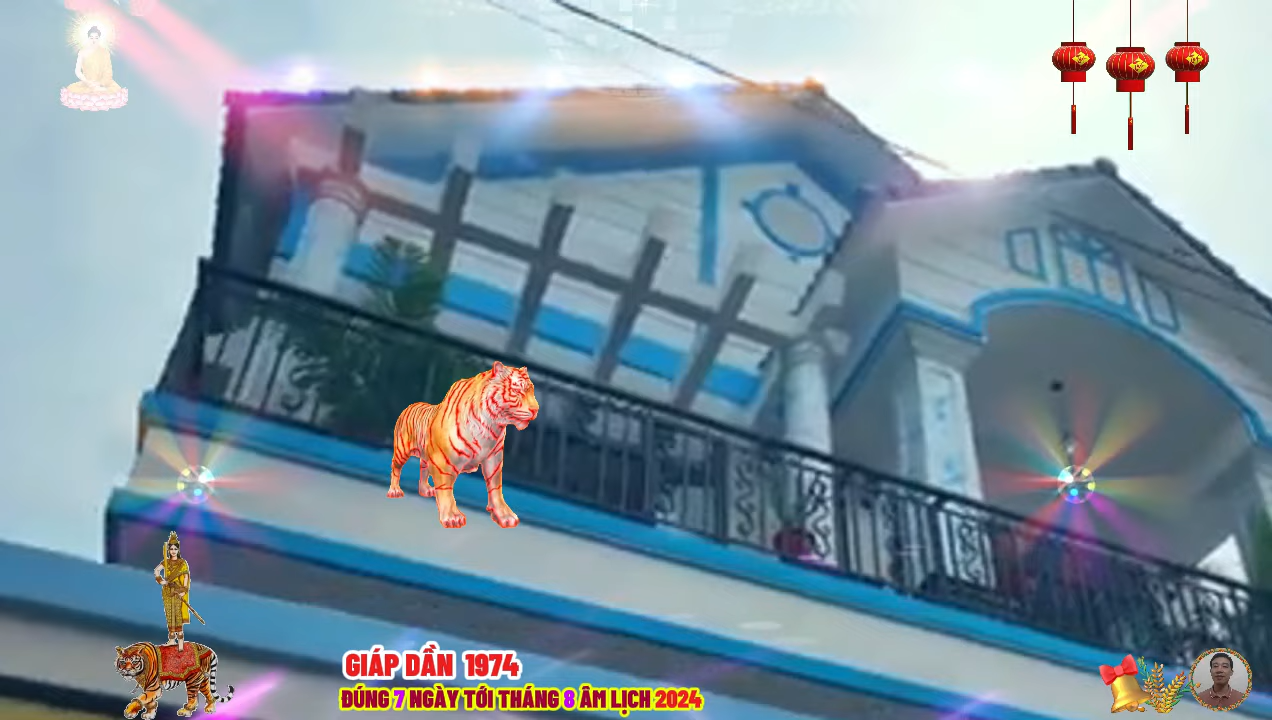 GIÁP DẦN 1974
ĐÚNG 7 NGÀY TỚI THÁNG 8 ÂM LỊCH 2024